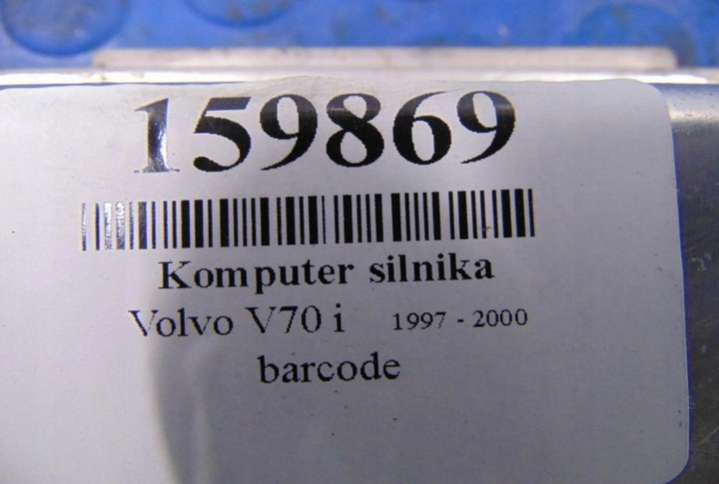 159869
Komputer silnika
Volvo V70 i 1997 - 2000
barcode